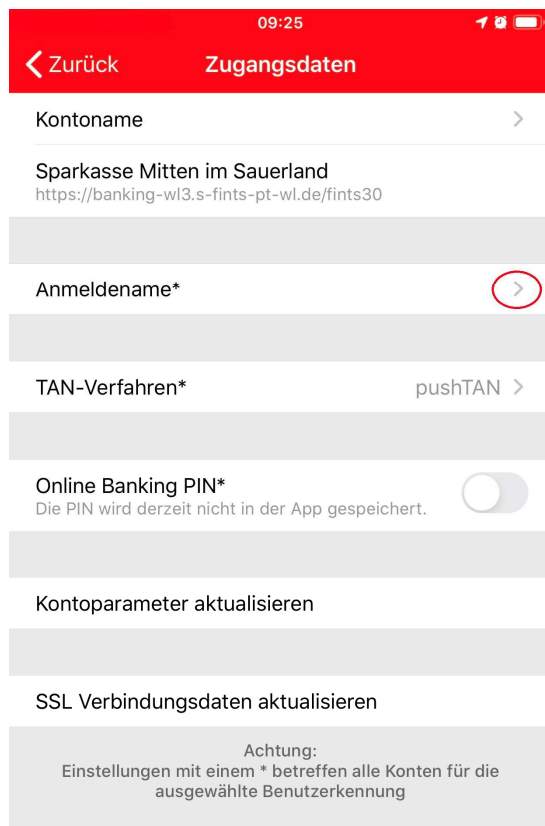 09:25
Zurück
Zugangsdaten
Kontoname
Sparkasse Mitten im Sauerland
https://banking-wl3.s-fints-pt-wl.de/fints30
Anmeldename*
TAN-Verfahren*
pushTAN
Online Banking PIN*
Die PIN wird derzeit nicht in der App gespeichert.
Kontoparameter aktualisieren
SSL Verbindungsdaten aktualisieren
Achtung:
Einstellungen mit einem * betreffen alle Konten für die
ausgewählte Benutzerkennung